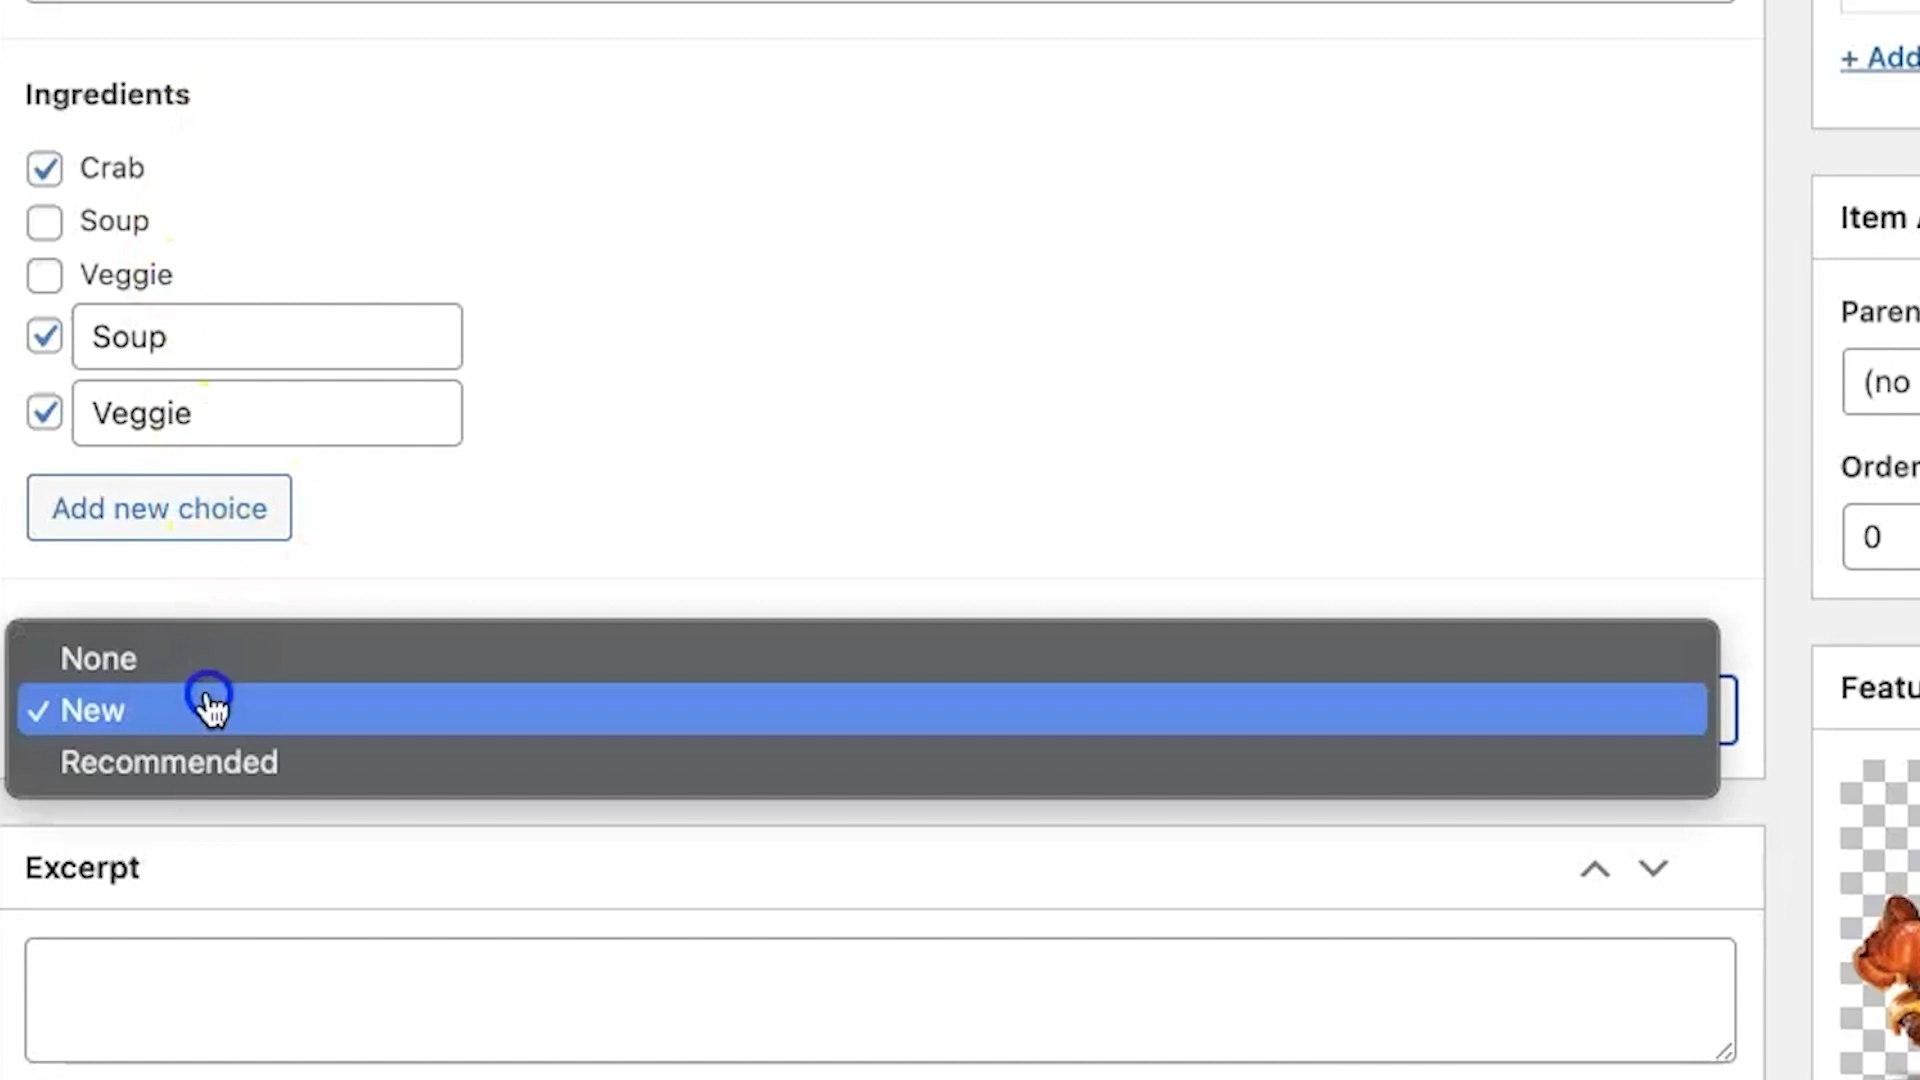 + Add
Ingredients
Crab
Soup
Veggie
Soup
Veggie
Add new choice
None
✓ New
Recommended
Excerpt
Item
Paren
(no
Order
0
Featu